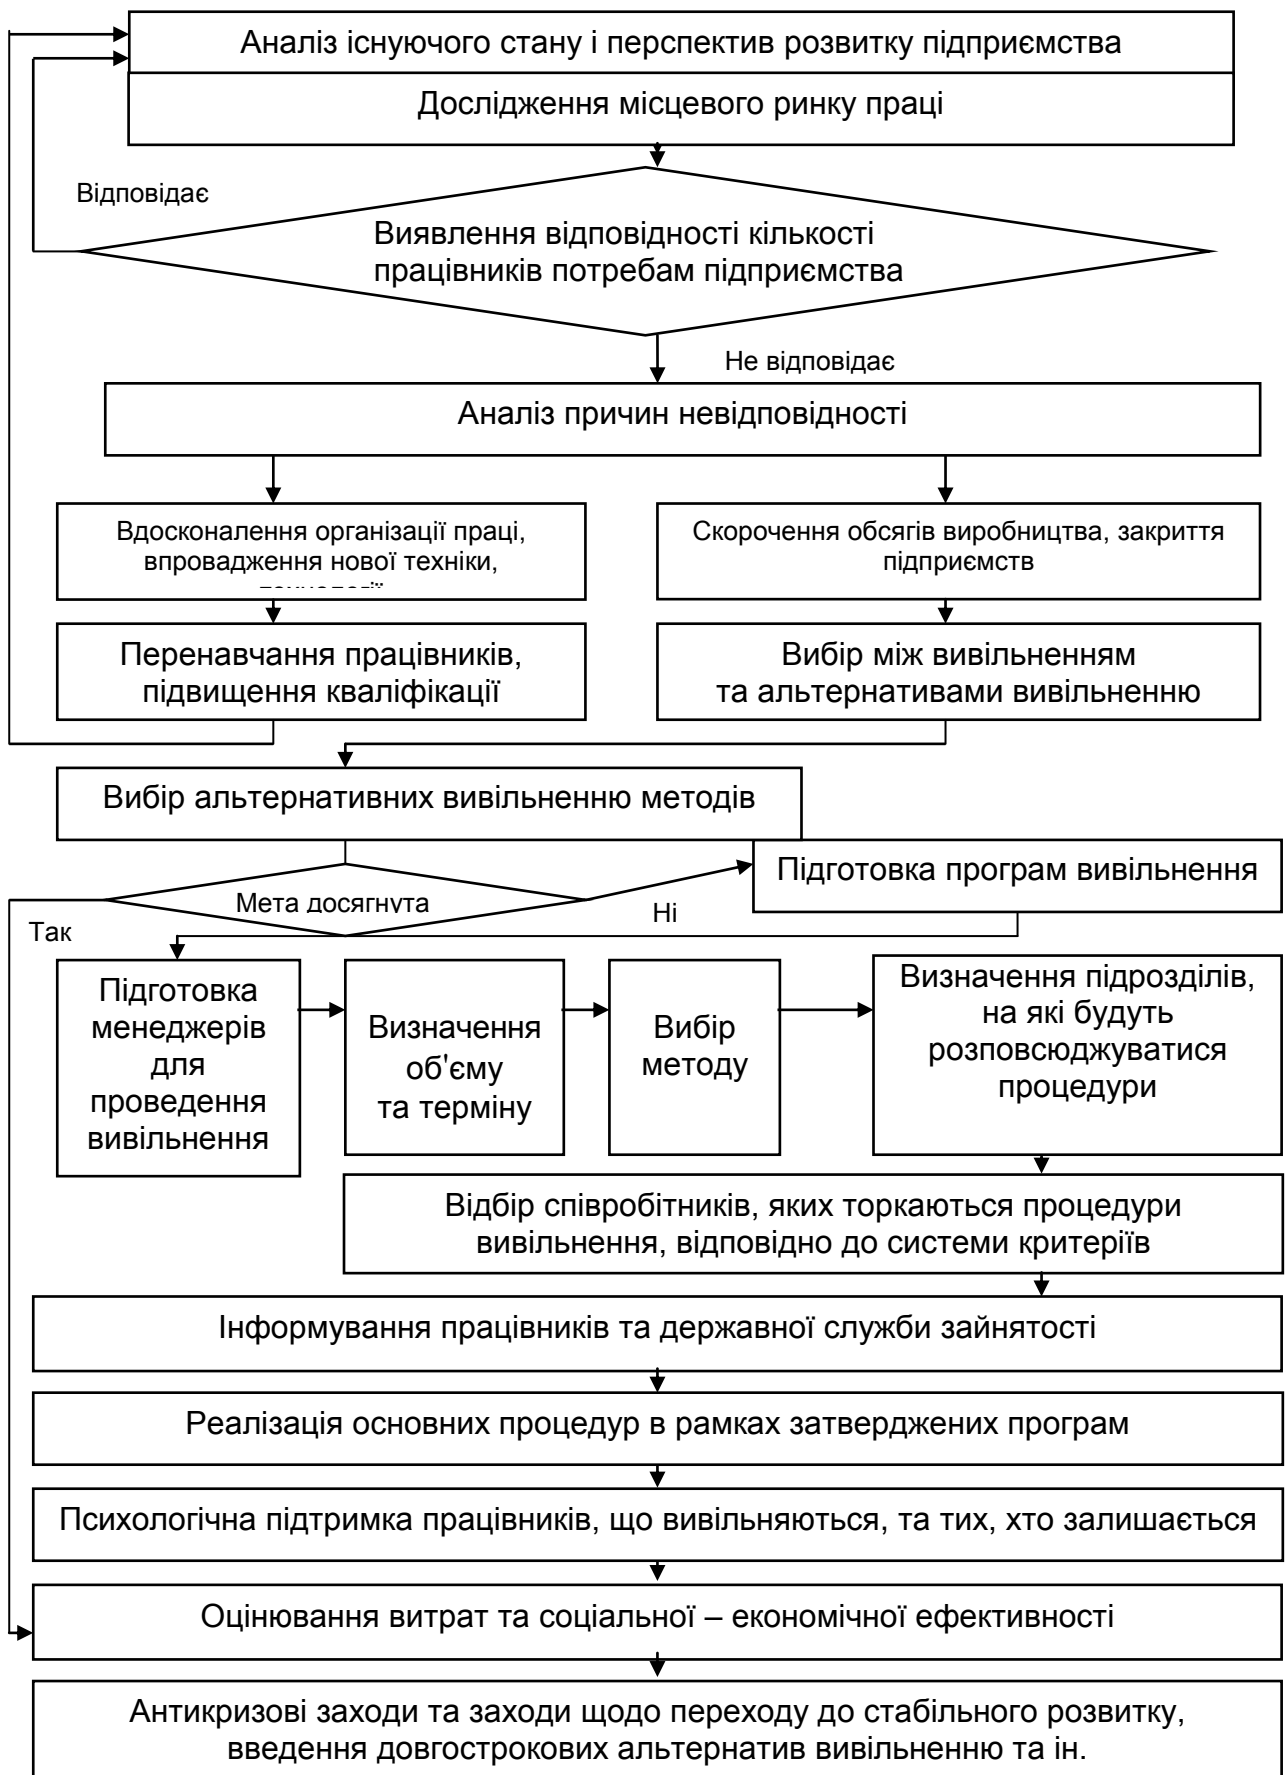 Аналіз існуючого стану і перспектив розвитку підприємства
Дослідження місцевого ринку праці
Відповідає
Виявлення відповідності кількості
працівників потребам підприємства
Не відповідає
Аналіз причин невідповідності
Вдосконалення організації праці,
впровадження нової техніки,
Скорочення обсягів виробництва, закриття
підприємств
Перенавчання працівників,
підвищення кваліфікації
Вибір між вивільненням
та альтернативами вивільненню
Вибір альтернативних вивільненню методів
Мета досягнута
Так
Ні
Підготовка програм вивільнення
Підготовка
менеджерів
для
проведення
вивільнення
Визначення
об'єму
та терміну
Вибір
методу
Визначення підрозділів,
на які будуть
розповсюджуватися
процедури
Відбір співробітників, яких торкаються процедури
вивільнення, відповідно до системи критеріїв
Інформування працівників та державної служби зайнятості
Реалізація основних процедур в рамках затверджених програм
Психологічна підтримка працівників, що вивільняються, та тих, хто залишається
Оцінювання витрат та соціальної – економічної ефективності
Антикризові заходи та заходи щодо переходу до стабільного розвитку,
введення довгострокових альтернатив вивільненню та ін.